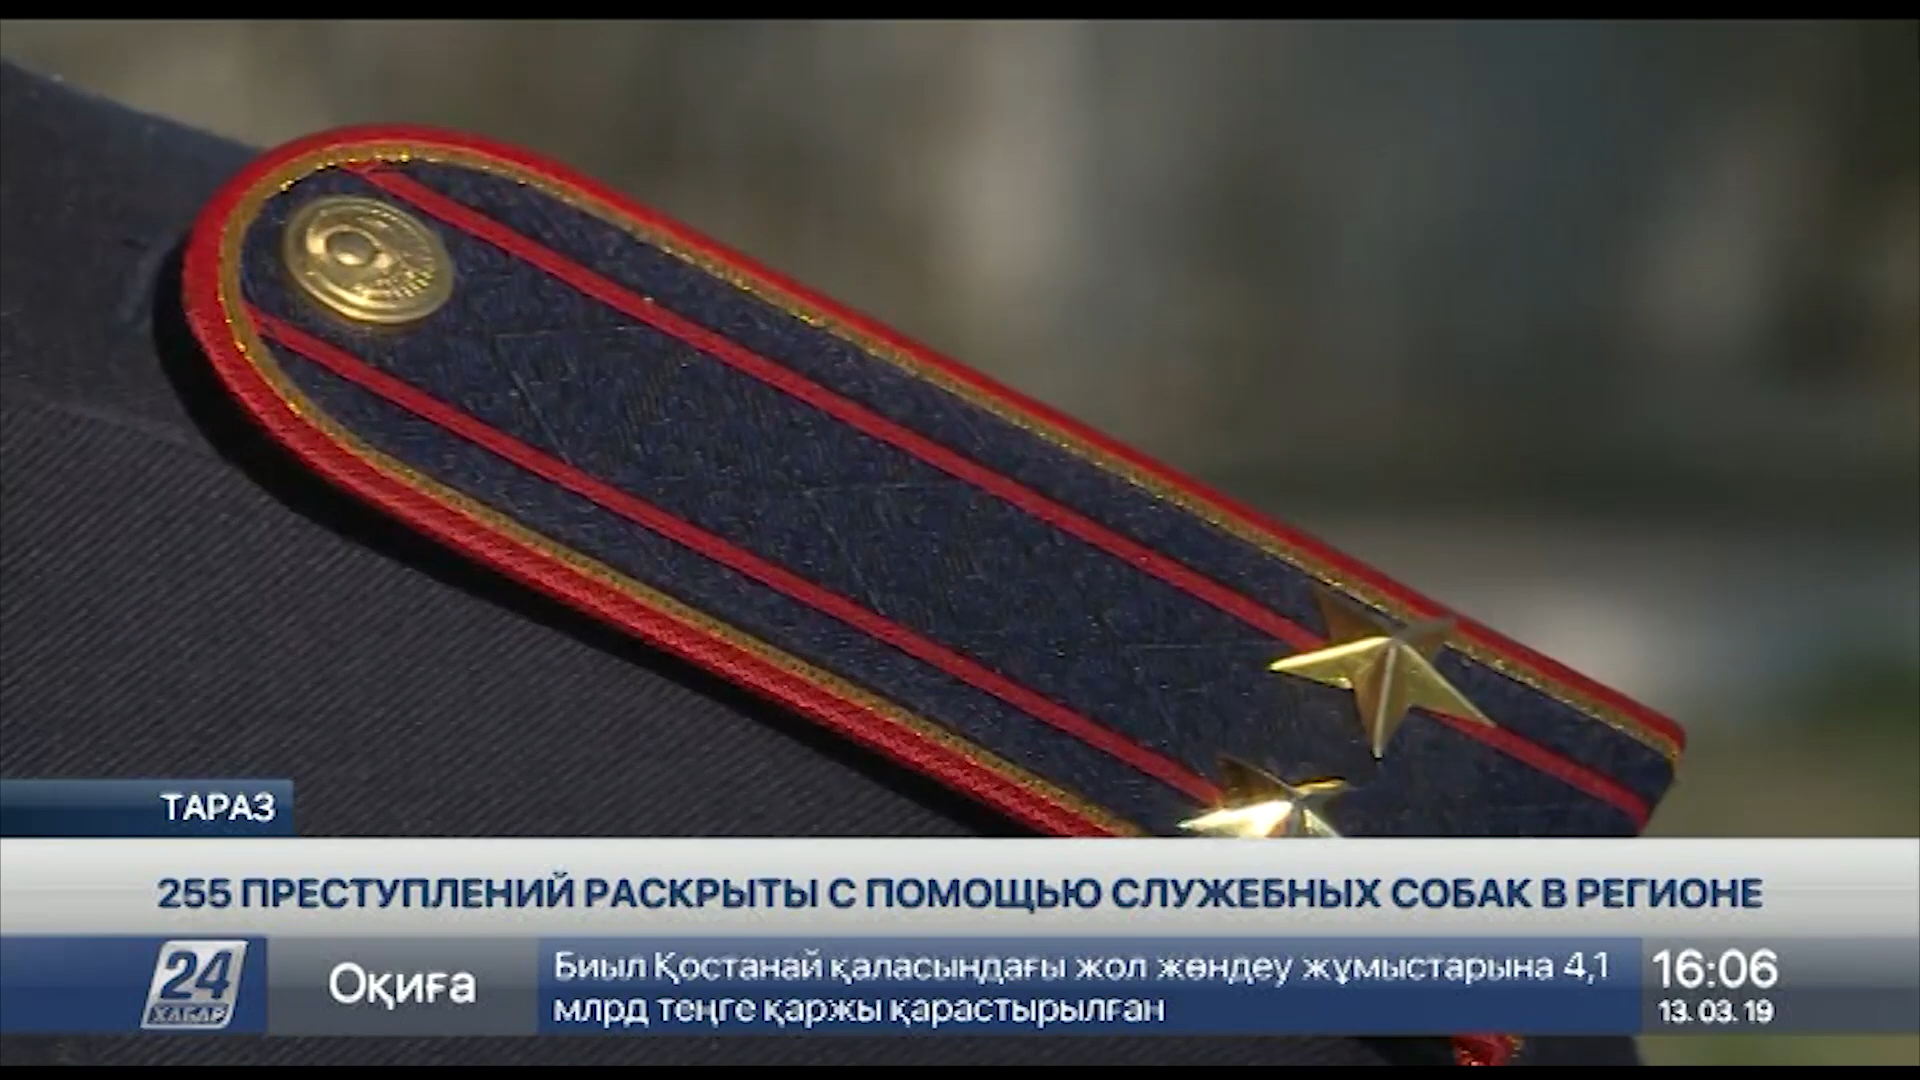 ТАРАЗ
255 ПРЕСТУПЛЕНИЙ РАСКРЫТЫ С ПОМОЩЬЮ СЛУЖЕБНЫХ СОБАК В РЕГИОНЕ
24
ХАБАР
Оқиға
Биыл Қостанай қаласындағы жол жөндеу жұмыстарына 4,1
млрд теңге қаржы қарастырылған
16:06
13.03.19